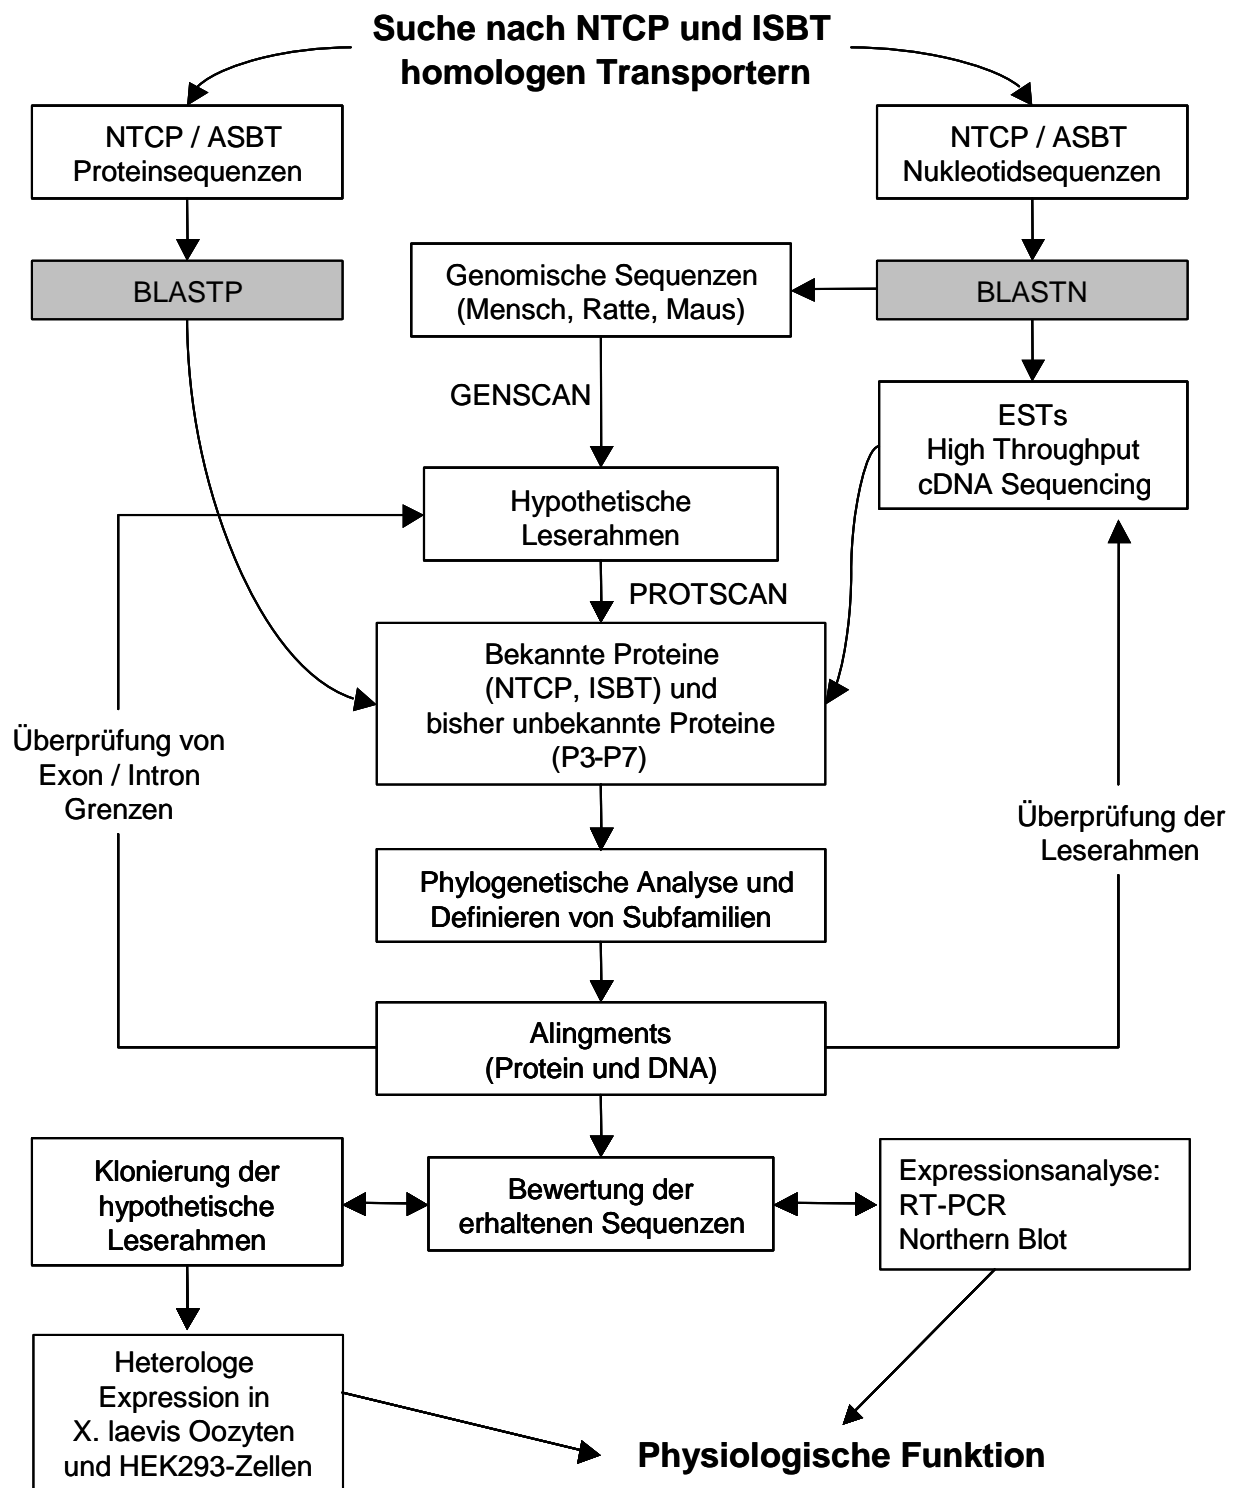 Suche nach NTCP und ISBT
homologen Transportern
NTCP / ASBT
Proteinsequenzen
NTCP / ASBT
Nukleotidsequenzen
BLASTP
Genomische Sequenzen
(Mensch, Ratte, Maus)
BLASTN
GENSCAN
ESTs
High Throughput
cDNA Sequencing
Hypothetische
Leserahmen
PROTSCAN
Bekannte Proteine
(NTCP, ISBT) und
bisher unbekannte Proteine
(P3-P7)
Überprüfung von
Exon / Intron
Grenzen
Überprüfung der
Leserahmen
Phylogenetische Analyse und
Definieren von Subfamilien
Alingments
(Protein und DNA)
Klonierung der
hypothetische
Leserahmen
Bewertung der
erhaltenen Sequenzen
Expressionsanalyse:
RT-PCR
Northern Blot
Heterologe
Expression in
X. laevis Oozyten
und HEK293-Zellen
Physiologische Funktion